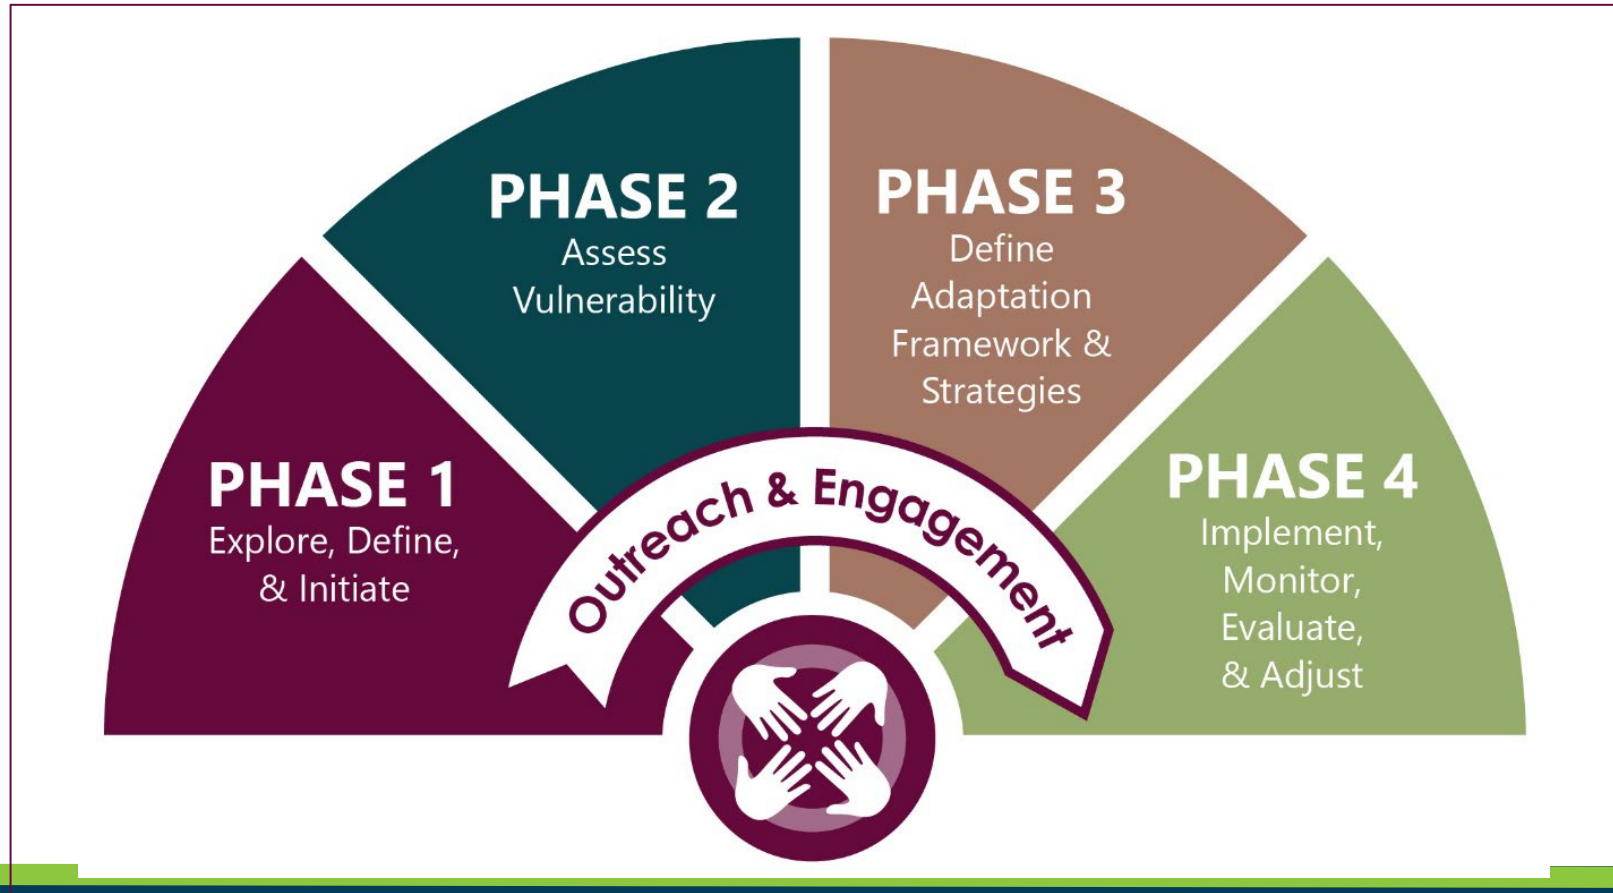 PHASE 1
Explore, Define,
& Initiate
PHASE 2
Assess
Vulnerability
PHASE 3
Define
Adaptation
Framework &
Strategies
PHASE 4
Implement,
Monitor,
Evaluate,
& Adjust
Outreach & Engagement